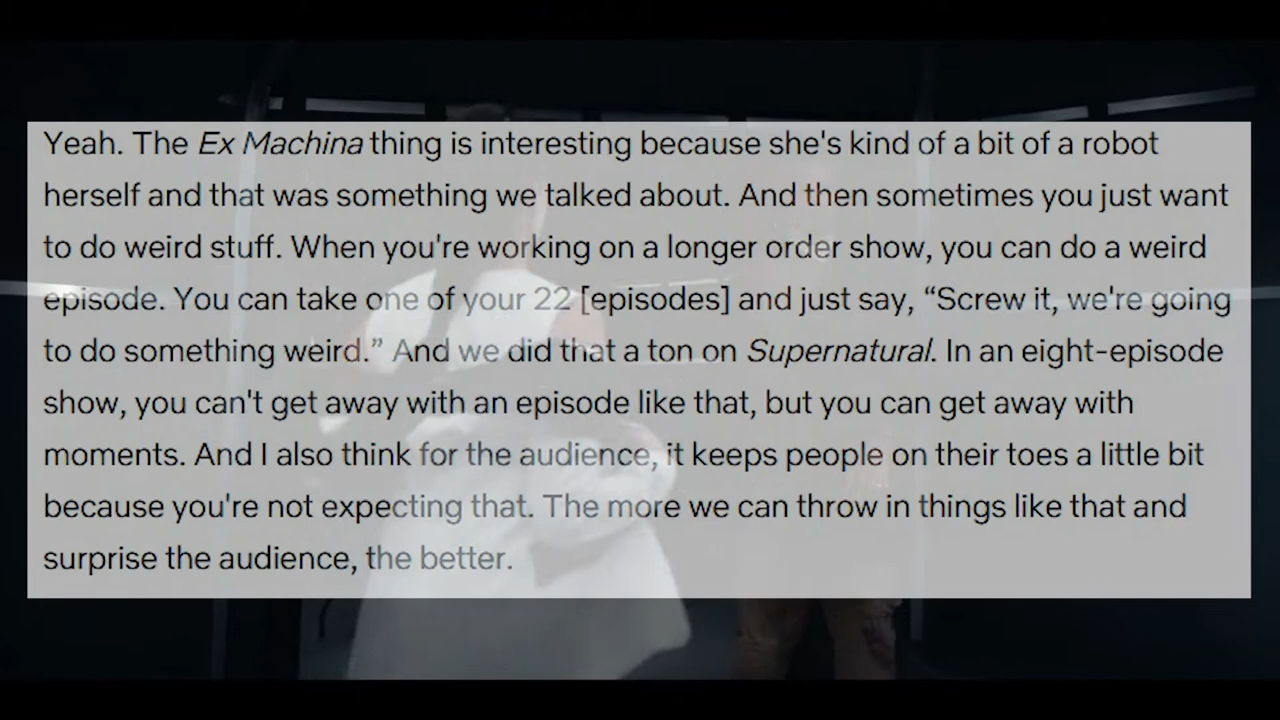 Yeah. The Ex Machina thing is interesting because she's kind of a bit of a robot
herself and that was something we talked about. And then sometimes you just want
to do weird stuff. When you're working on a longer order show, you can do a weird
episode. You can take one of your 22 [episodes] and just say, “Screw it, we're going
to do something weird.” And we did that a ton on Supernatural. In an eight-episode
show, you can't get away with an episode like that, but you can get away with
moments. And I also think for the audience, it keeps people on their toes a little bit
because you're not expecting that. The more we can throw in things like that and
surprise the audience, the better.